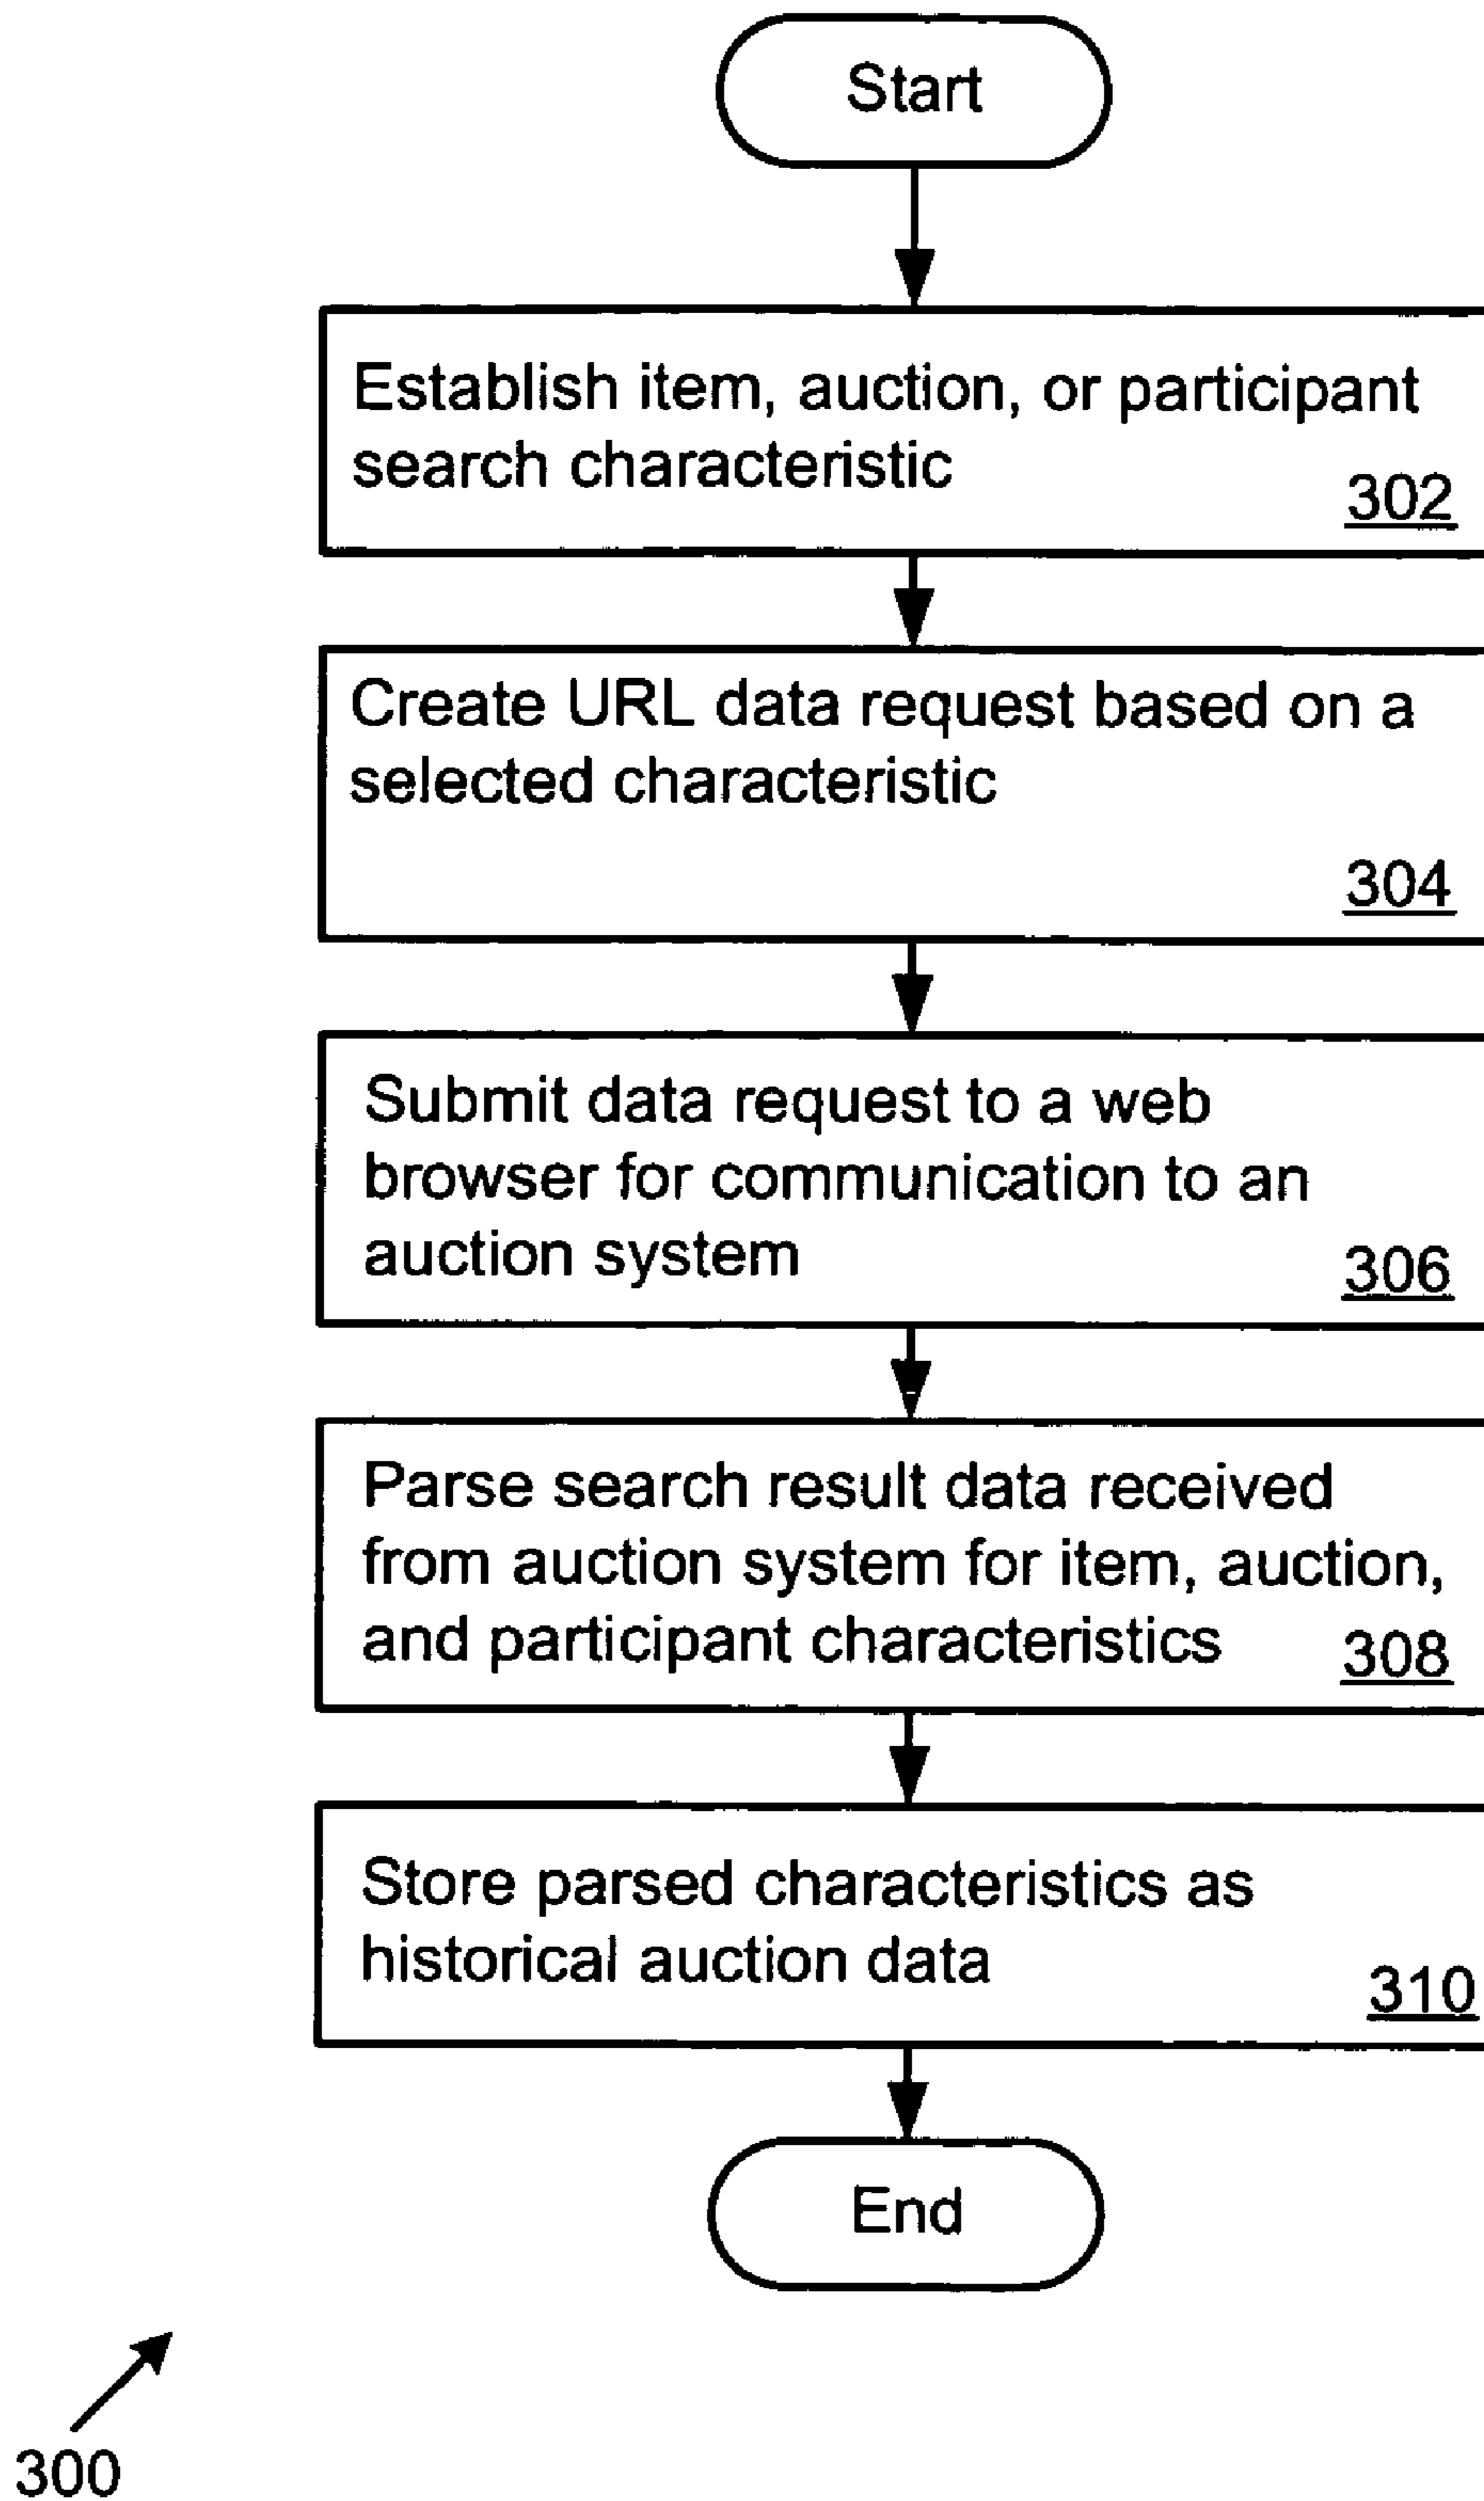 Start
Establish item, auction, or participant
search characteristic
302
Create URL data request based on a
selected characteristic
304
Submit data request to a web
browser for communication to an
auction system
306
Parse search result data received
from auction system for item, auction,
and participant characteristics
308
Store parsed characteristics as
historical auction data
310
End
300